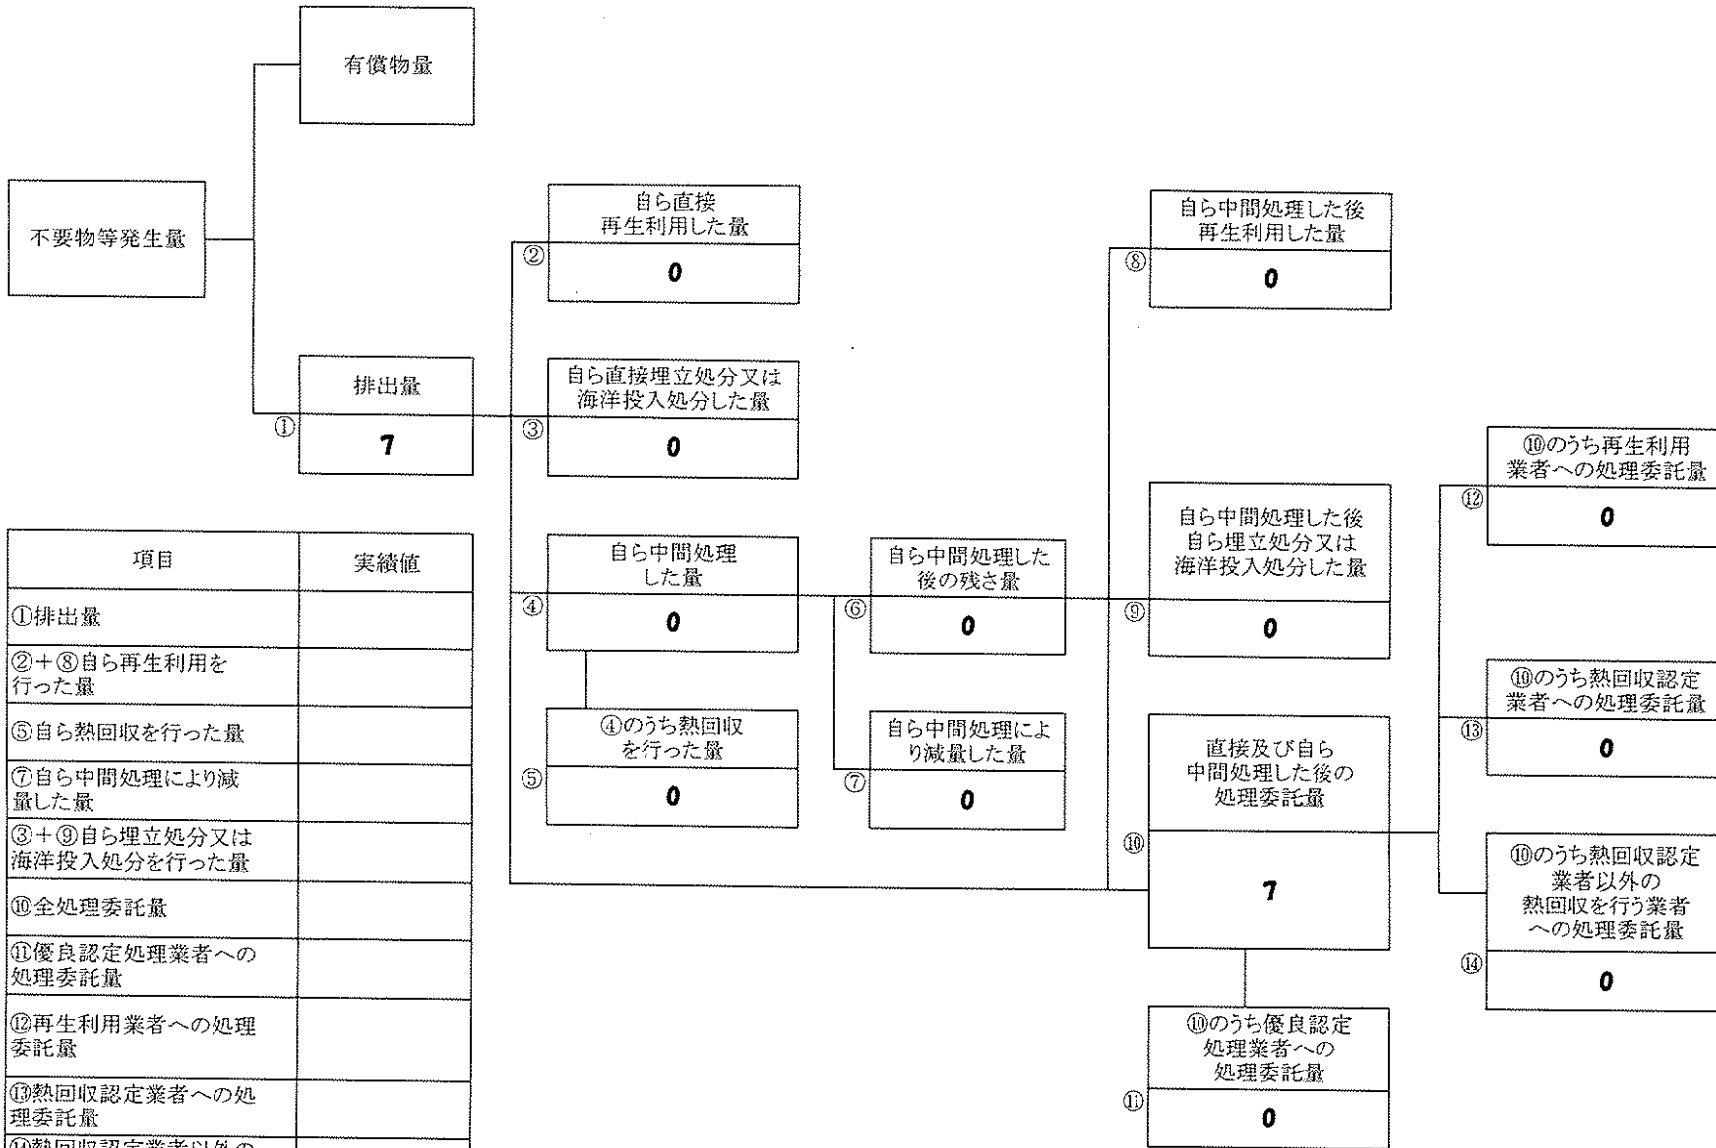 有償物量
不要物等発生量
自ら直接
再生利用した量
②
0
自ら中間処理した後
再生利用した量
⑧
0
排出量
①
7
自ら直接埋立処分又は
海洋投入処分した量
③
0
⑩のうち再生利用
業者への処理委託量
⑫
0
自ら中間処理
した量
④
0
自ら中間処理した
後の残さ量
⑥
0
自ら中間処理した後
自ら埋立処分又は
海洋投入処分した量
⑨
0
⑩のうち熱回収認定
業者への処理委託量
⑬
0
④のうち熱回収
を行った量
⑤
0
自ら中間処理によ
り減量した量
⑦
0
直接及び自ら
中間処理した後の
処理委託量
⑩
7
⑩のうち熱回収認定
業者以外の
熱回収を行う業者
への処理委託量
⑭
0
⑩のうち優良認定
処理業者への
処理委託量
⑪
0
項目 実績値
①排出量
②+⑧自ら再生利用を
行った量
⑤自ら熱回収を行った量
⑦自ら中間処理により減
量した量
③+⑨自ら埋立処分又は
海洋投入処分を行った量
⑩全処理委託量
⑪優良認定処理業者への
処理委託量
⑫再生利用業者への処理
委託量
⑬熱回収認定業者への処
理委託量
⑭熱回収認定業者以外の